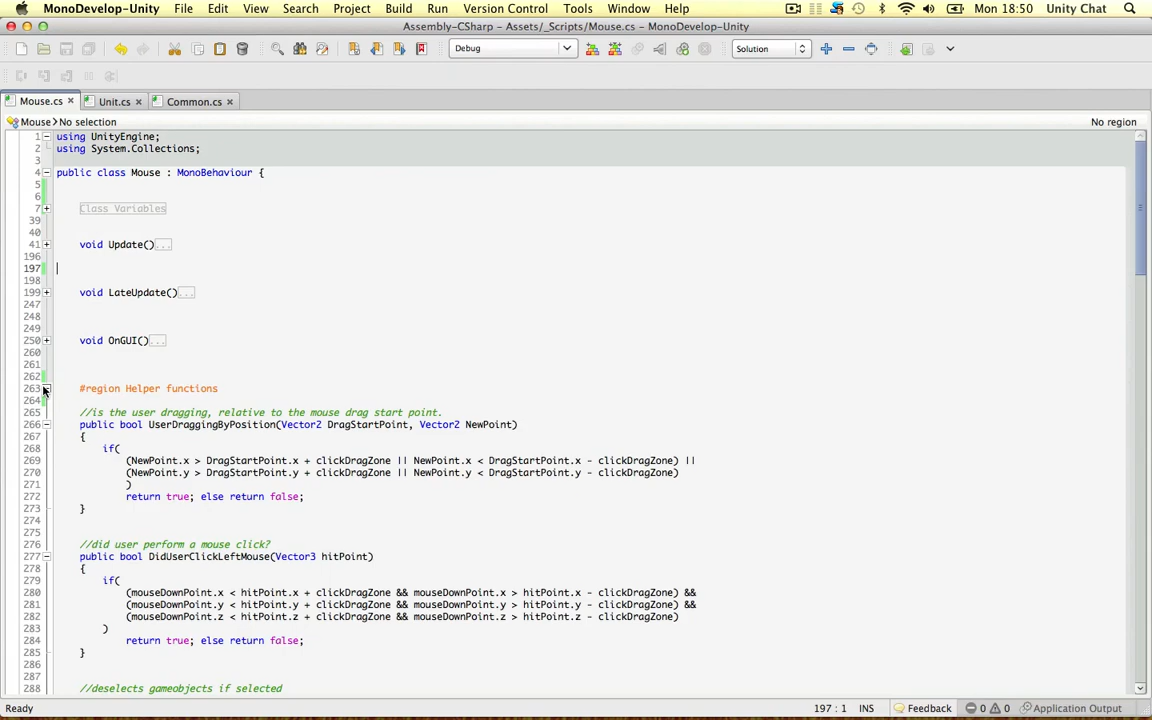 MonoDevelop-Unity File Edit View Search Project Build Run Version Control Tools Window Help Mon 18:50 Unity Chat
Assembly-CSharp - Assets/_Scripts/Mouse.cs - MonoDevelop-Unity
Debug Solution
Mouse.cs × Unit.cs × Common.cs ×
Mouse > No selection No region
1 using UnityEngine;
2 using System.Collections;
3
4 public class Mouse : MonoBehaviour {
5
6
7 Class Variables
39
40
41 void Update()...
196
197
198
199 void LateUpdate()...
247
248
249
250 void OnGUI()...
260
261
262
263 #region Helper functions
264
265 //is the user dragging, relative to the mouse drag start point.
266 public bool UserDraggingByPosition(Vector2 DragStartPoint, Vector2 NewPoint)
267 {
268 if(
269 (NewPoint.x > DragStartPoint.x + clickDragZone || NewPoint.x < DragStartPoint.x - clickDragZone) ||
270 (NewPoint.y > DragStartPoint.y + clickDragZone || NewPoint.y < DragStartPoint.y - clickDragZone)
271 )
272 return true; else return false;
273 }
274
275
276 //did user perform a mouse click?
277 public bool DidUserClickLeftMouse(Vector3 hitPoint)
278 {
279 if(
280 (mouseDownPoint.x < hitPoint.x + clickDragZone && mouseDownPoint.x > hitPoint.x - clickDragZone) &&
281 (mouseDownPoint.y < hitPoint.y + clickDragZone && mouseDownPoint.y > hitPoint.y - clickDragZone) &&
282 (mouseDownPoint.z < hitPoint.z + clickDragZone && mouseDownPoint.z > hitPoint.z - clickDragZone)
283 )
284 return true; else return false;
285 }
286
287
288 //deselects gameobjects if selected
Ready 197 : 1 INS Feedback 0 0 Application Output